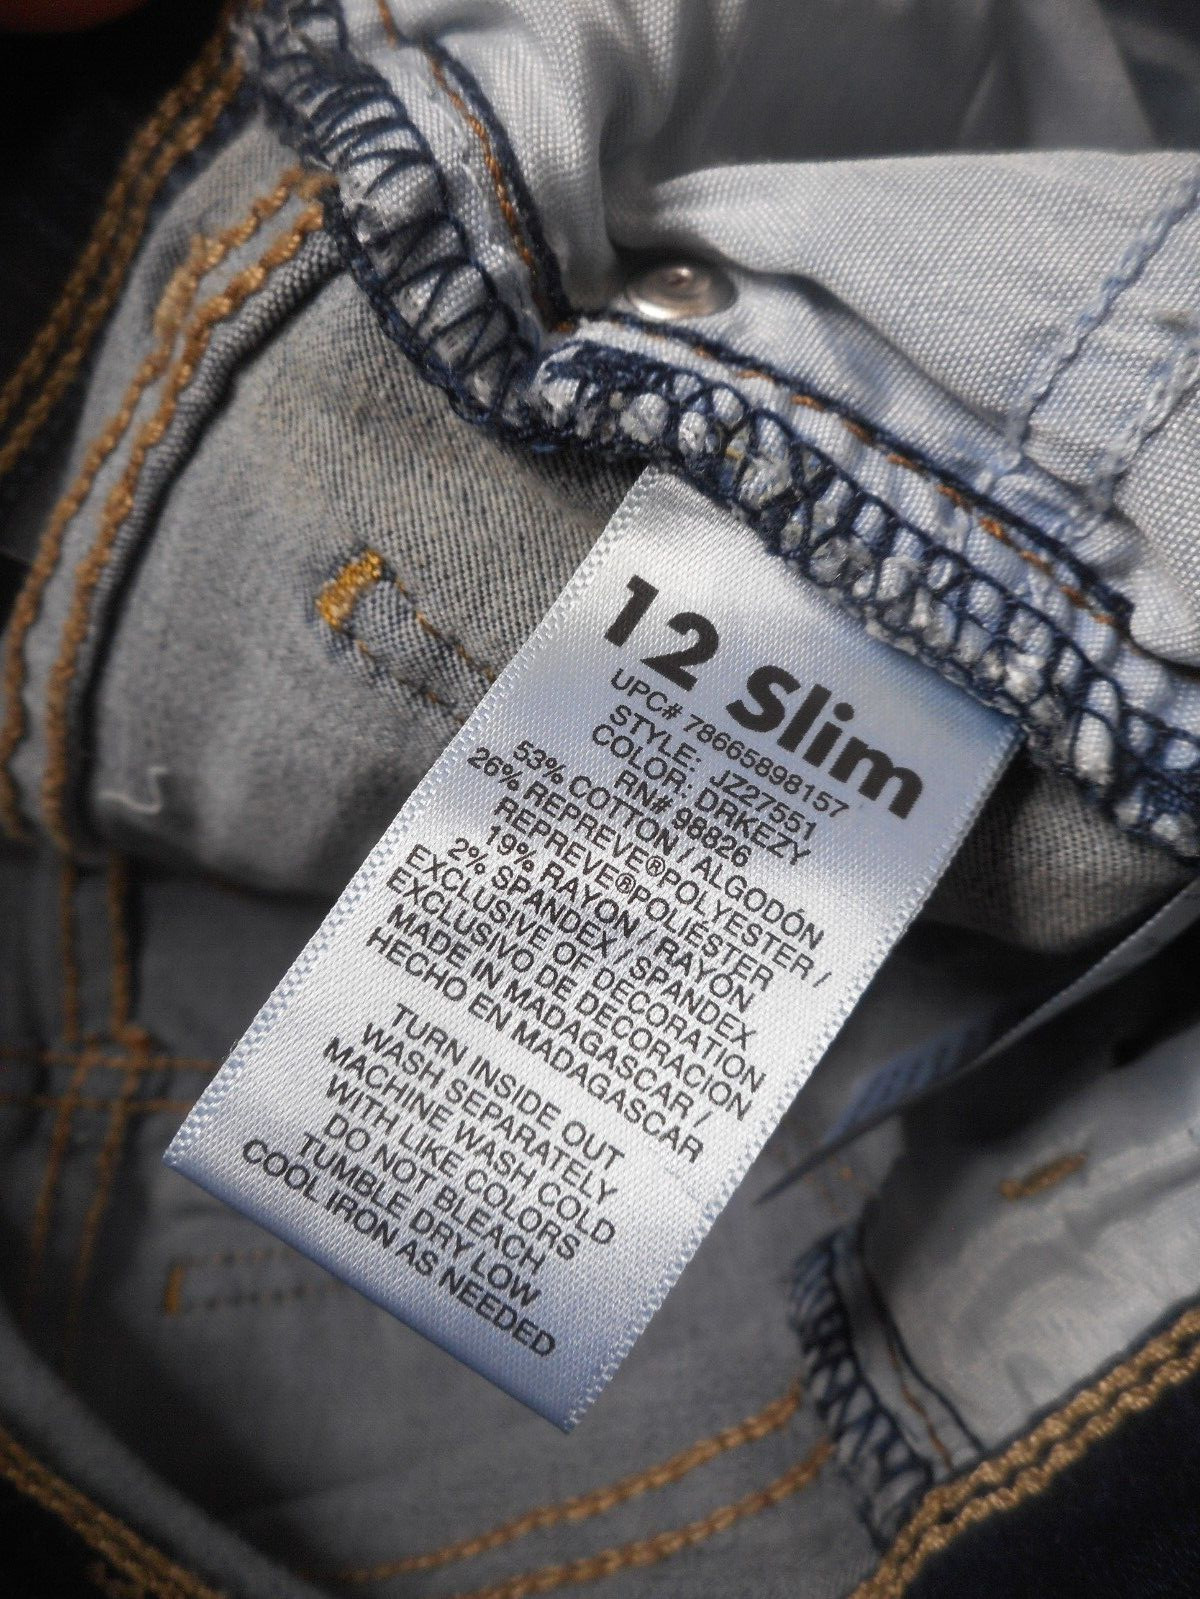 12 Slim
UPC# 78665898157
STYLE: JZ27551
COLOR: DRKEZY
RN# 98826
53% COTTON / ALGODÓN
26% REPREVE®POLYESTER /
REPREVE®POLIÉSTER
19% RAYON / RAYÓN
2% SPANDEX / SPANDEX
EXCLUSIVE OF DECORATION
EXCLUSIVO DE DECORACION
MADE IN MADAGASCAR /
HECHO EN MADAGASCAR
TURN INSIDE OUT
WASH SEPARATELY
MACHINE WASH COLD
WITH LIKE COLORS
DO NOT BLEACH
TUMBLE DRY LOW
COOL IRON AS NEEDED